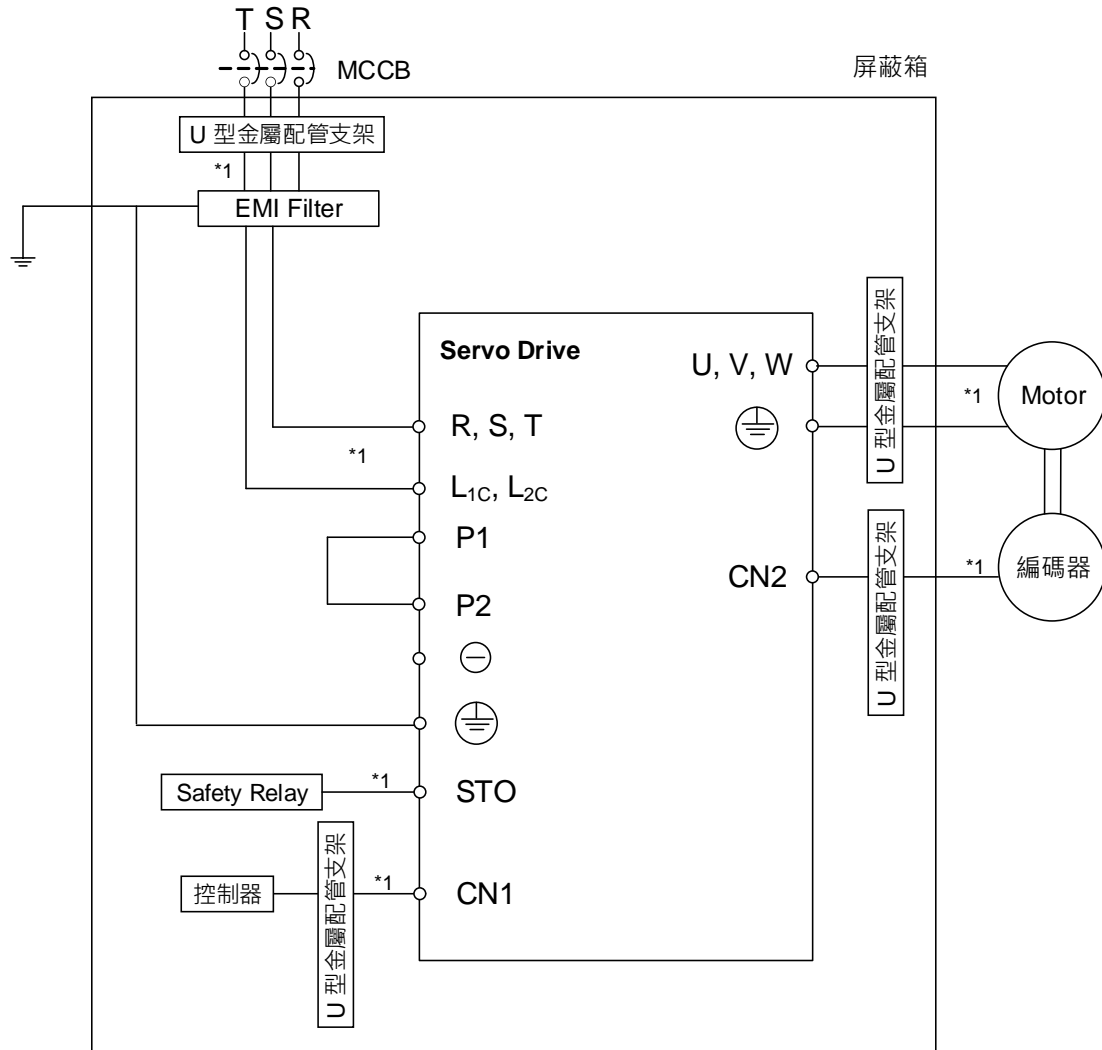 T S R
MCCB
屏蔽箱
U 型金屬配管支架
*1
EMI Filter
Servo Drive
U, V, W
R, S, T
*1
L1C, L2C
P1
P2
CN2
STO
CN1
U 型金屬配管支架
*1
Motor
U 型金屬配管支架
*1
編碼器
Safety Relay
*1
控制器
U 型金屬配管支架
*1